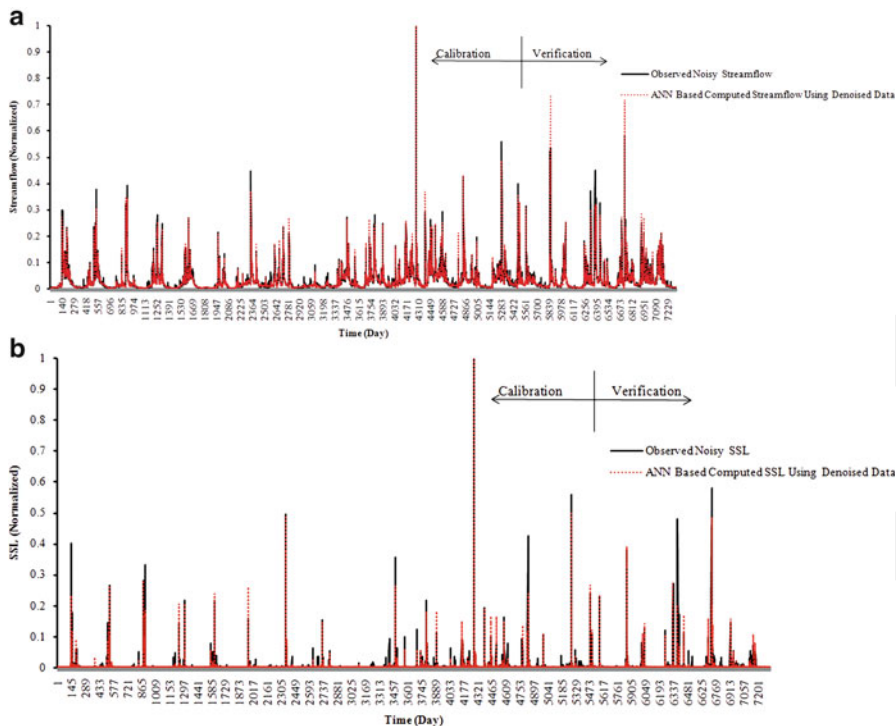 a
Streamflow (Normalized)
1
0.9
0.8
0.7
0.6
0.5
0.4
0.3
0.2
0.1
0
Calibration
Verification
Observed Noisy Streamflow
ANN Based Computed Streamflow Using Denoised Data
1 140 279 418 557 696 835 974 1113 1252 1391 1530 1669 1808 1947 2086 2225 2364 2503 2642 2781 2920 3059 3198 3337 3476 3615 3754 3893 4032 4171 4310 4449 4588 4727 4866 5005 5144 5283 5422 5561 5700 5839 5978 6117 6256 6395 6534 6673 6812 6951 7090 7229
Time (Day)
b
SSL (Normalized)
1
0.9
0.8
0.7
0.6
0.5
0.4
0.3
0.2
0.1
0
Calibration
Verification
Observed Noisy SSL
ANN Based Computed SSL Using Denoised Data
1 145 289 433 577 721 865 1009 1153 1297 1441 1585 1729 1873 2017 2161 2305 2449 2593 2737 2881 3025 3169 3313 3457 3601 3745 3889 4033 4177 4321 4465 4609 4753 4897 5041 5185 5329 5473 5617 5761 5905 6049 6193 6337 6481 6625 6769 6913 7057 7201
Time (Day)